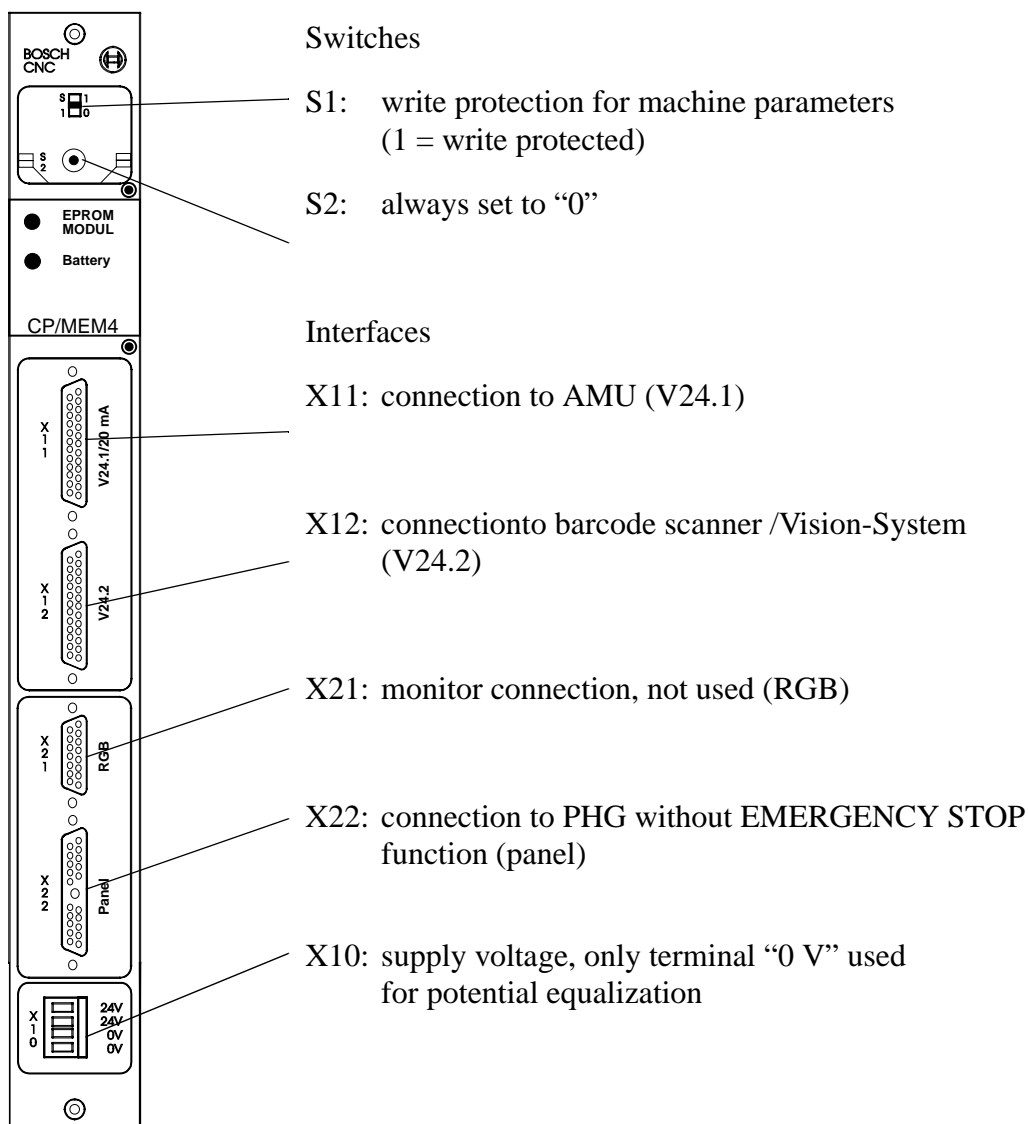 BOSCH
CNC
S 1
1 0
S
2
EPROM
MODUL
Battery
CP/MEM4
X
1
1
V24.1/20 mA
X
1
2
V24.2
X
2
1
RGB
X
2
2
Panel
X
1
0
24V
24V
0V
0V
Switches
S1: write protection for machine parameters
(1 = write protected)
S2: always set to “0”
Interfaces
X11: connection to AMU (V24.1)
X12: connectionto barcode scanner /Vision-System
(V24.2)
X21: monitor connection, not used (RGB)
X22: connection to PHG without EMERGENCY STOP
function (panel)
X10: supply voltage, only terminal “0 V” used
for potential equalization